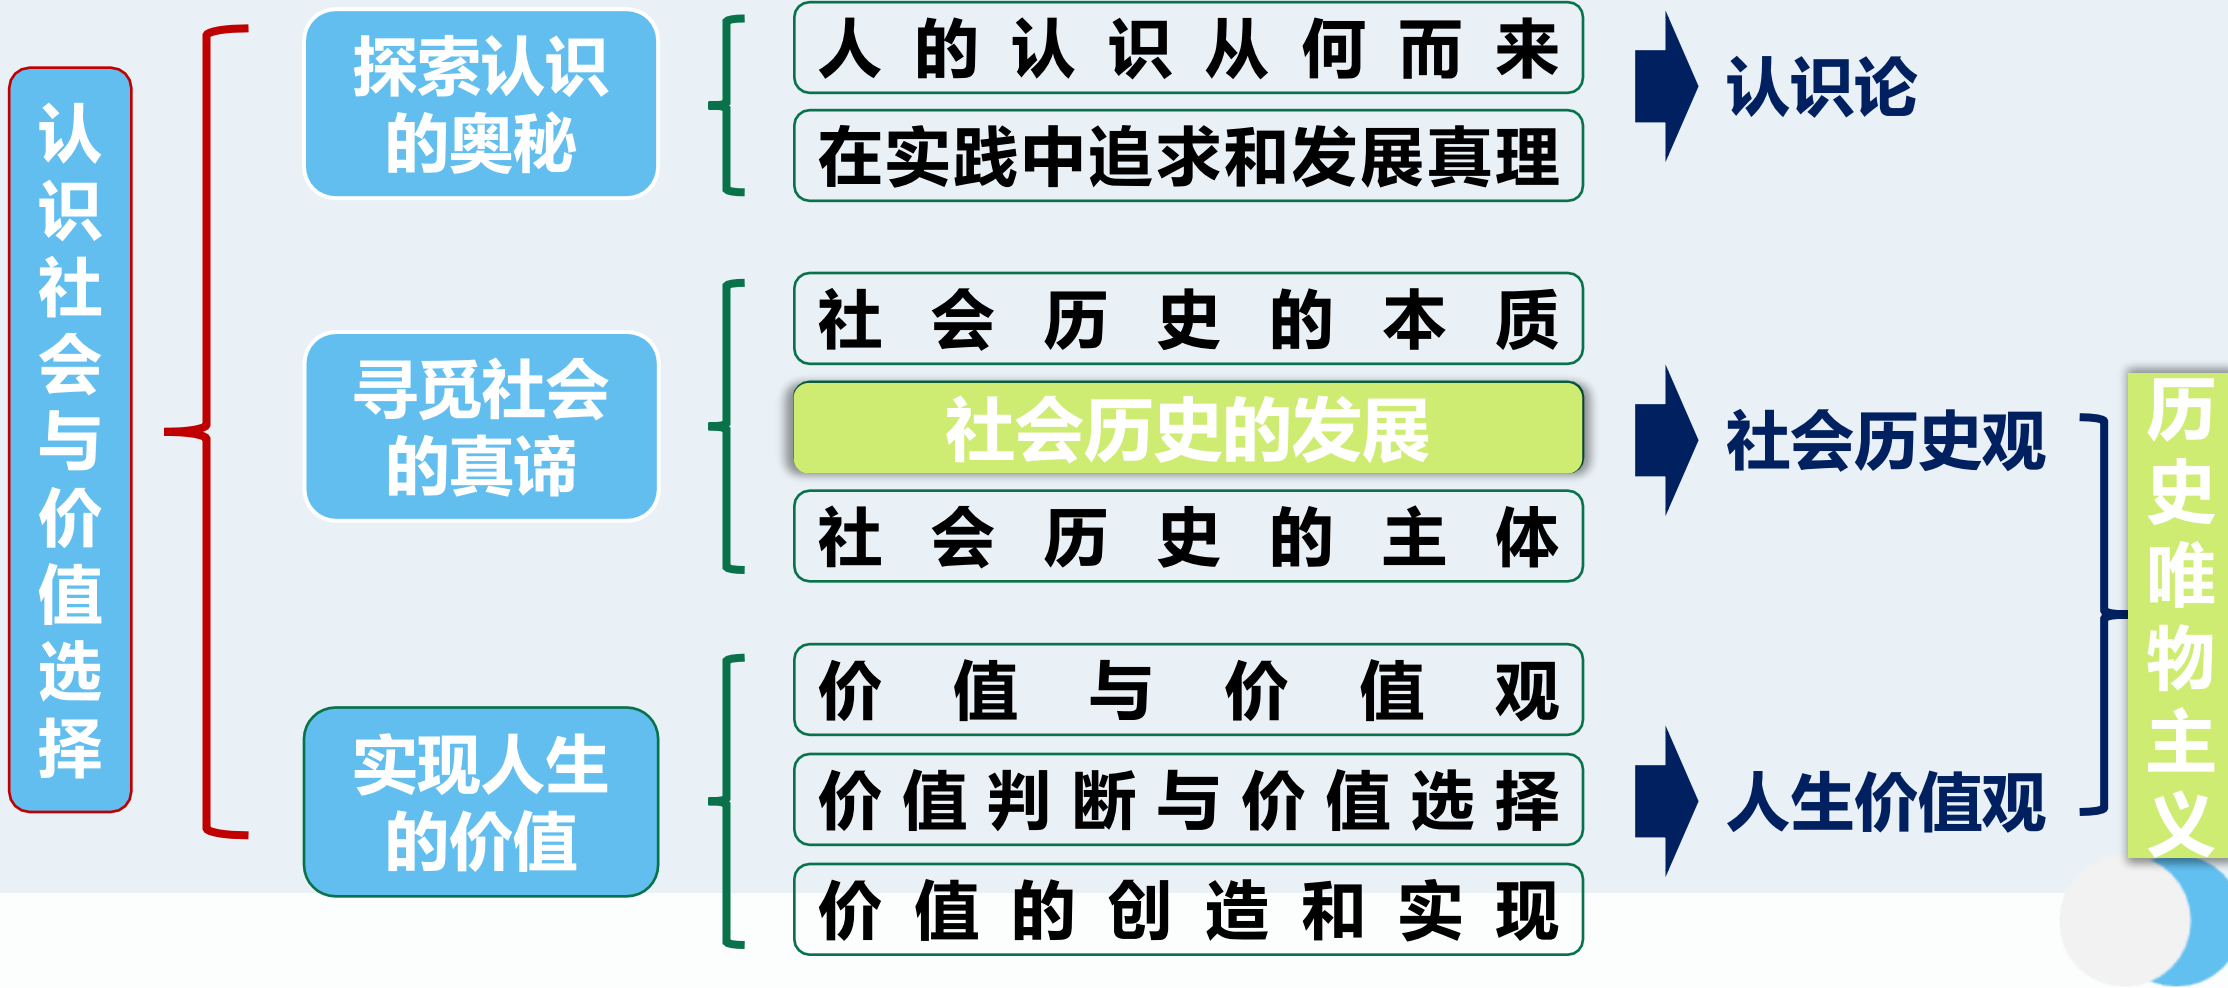 认识社会与价值选择
探索认识
的奥秘
人的认识从何而来
在实践中追求和发展真理
认识论
寻觅社会
的真谛
社会历史的本质
社会历史的发展
社会历史的主体
社会历史观
实现人生
的价值
价值与价值观
价值判断与价值选择
价值的创造和实现
人生价值观
历史唯物主义